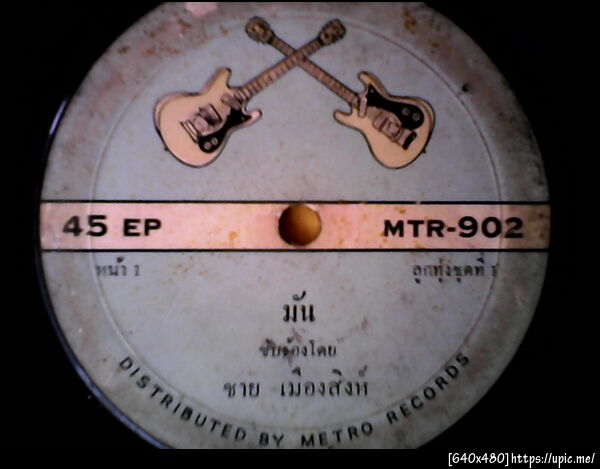 45 EP MTR-902
หน้า 1 ลูกทุ่งชุดที่ 1
มัน
ขับร้องโดย
ชาย เมืองสิงห์
DISTRIBUTED BY METRO RECORDS
[640x480]https://upic.me/